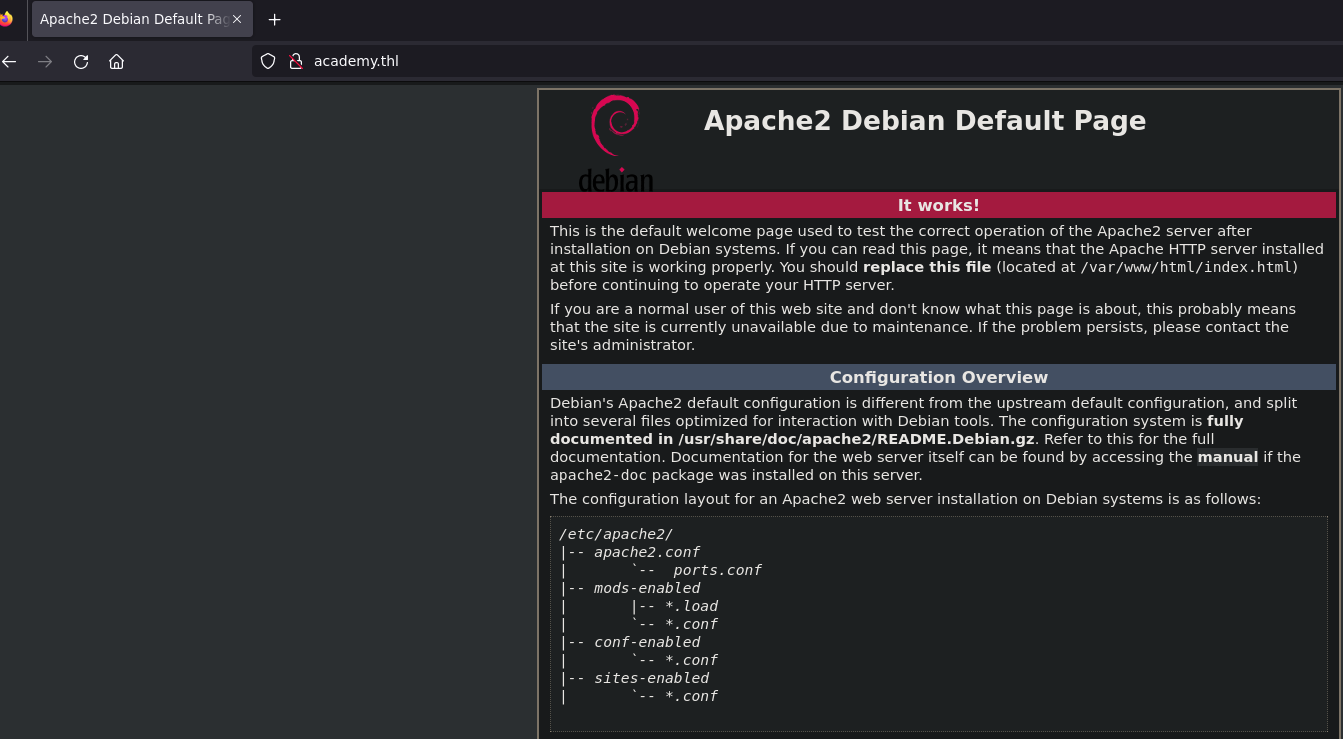 Apache2 Debian Default Pag
academy.thl
debian
Apache2 Debian Default Page
It works!
This is the default welcome page used to test the correct operation of the Apache2 server after
installation on Debian systems. If you can read this page, it means that the Apache HTTP server installed
at this site is working properly. You should replace this file (located at /var/www/html/index.html)
before continuing to operate your HTTP server.
If you are a normal user of this web site and don't know what this page is about, this probably means
that the site is currently unavailable due to maintenance. If the problem persists, please contact the
site's administrator.
Configuration Overview
Debian's Apache2 default configuration is different from the upstream default configuration, and split
into several files optimized for interaction with Debian tools. The configuration system is fully
documented in /usr/share/doc/apache2/README.Debian.gz. Refer to this for the full
documentation. Documentation for the web server itself can be found by accessing the manual if the
apache2-doc package was installed on this server.
The configuration layout for an Apache2 web server installation on Debian systems is as follows:
/etc/apache2/
|-- apache2.conf
|       `--  ports.conf
|-- mods-enabled
|       |-- *.load
|       `-- *.conf
|-- conf-enabled
|       `-- *.conf
|-- sites-enabled
|       `-- *.conf